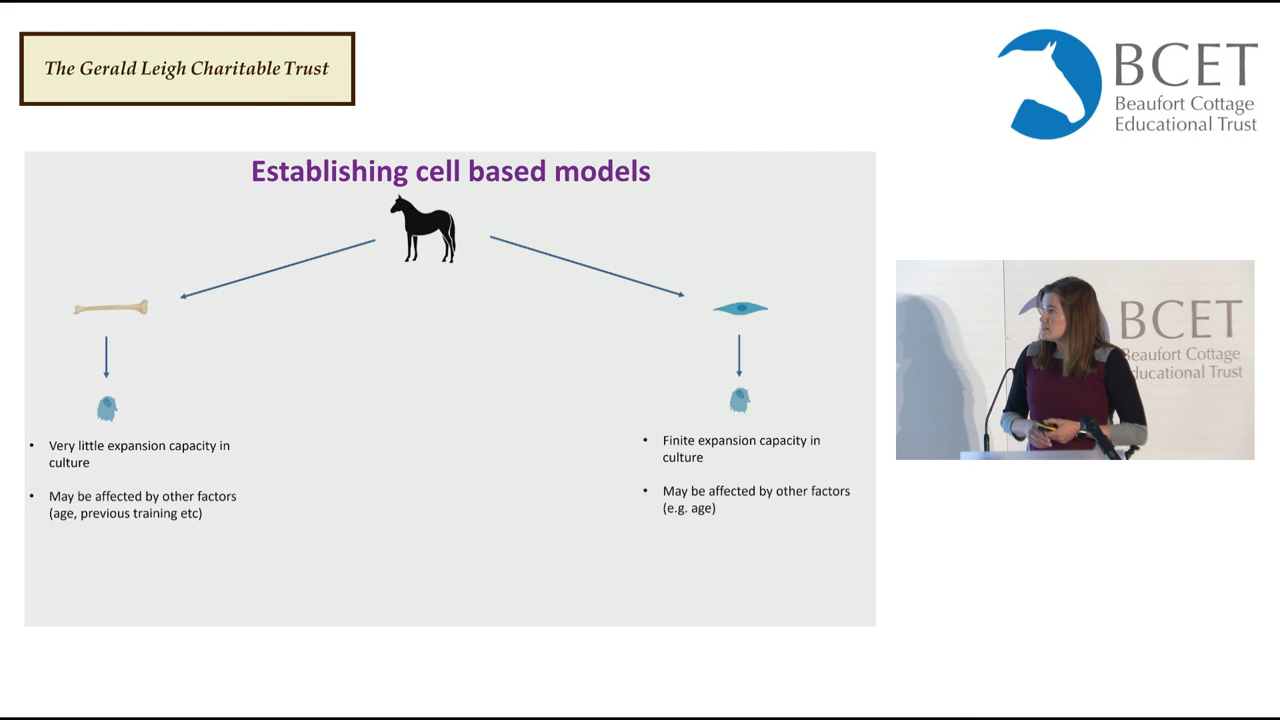 The Gerald Leigh Charitable Trust
BCET
Beaufort Cottage
Educational Trust
Establishing cell based models
• Very little expansion capacity in
culture
• May be affected by other factors
(age, previous training etc)
• Finite expansion capacity in
culture
• May be affected by other factors
(e.g. age)
BCET
Beaufort Cottage
ducational Trust